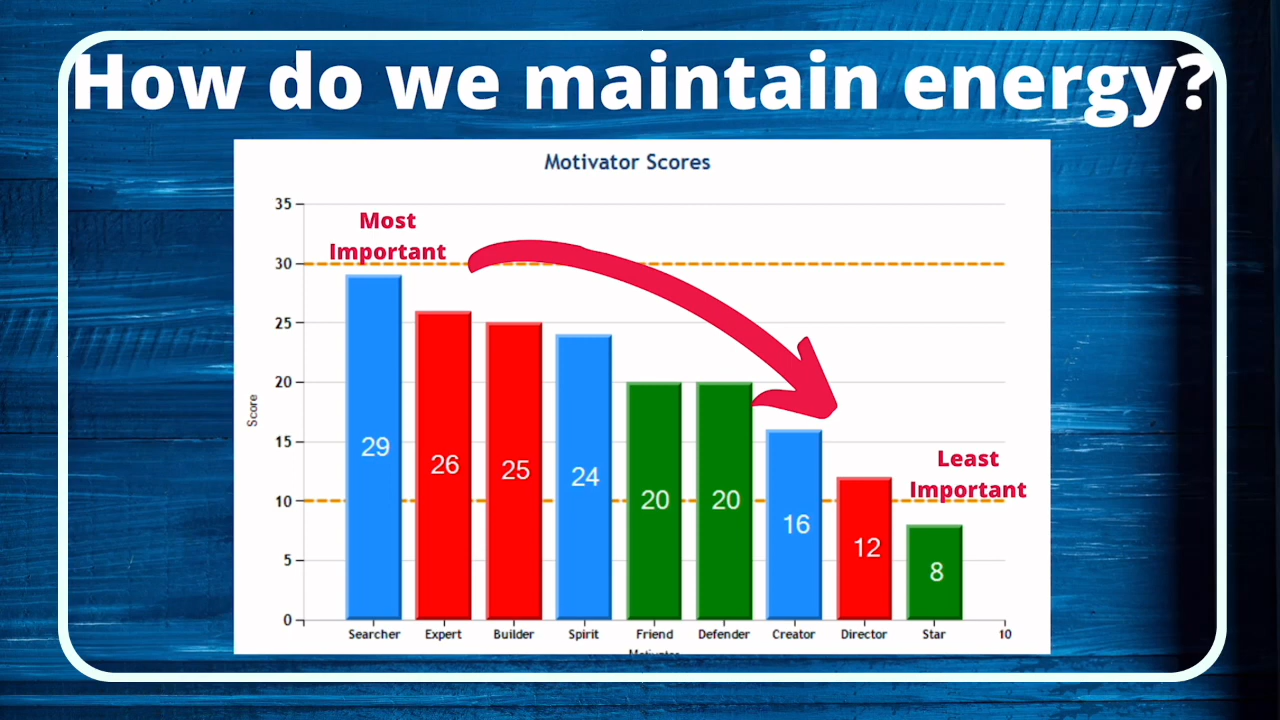 How do we maintain energy?
Motivator Scores
Most
Important
Least
Important
Score
35
30
25
20
15
10
5
0
29
26
25
24
20
20
16
12
8
Searcher Expert Builder Spirit Friend Defender Creator Director Star 10